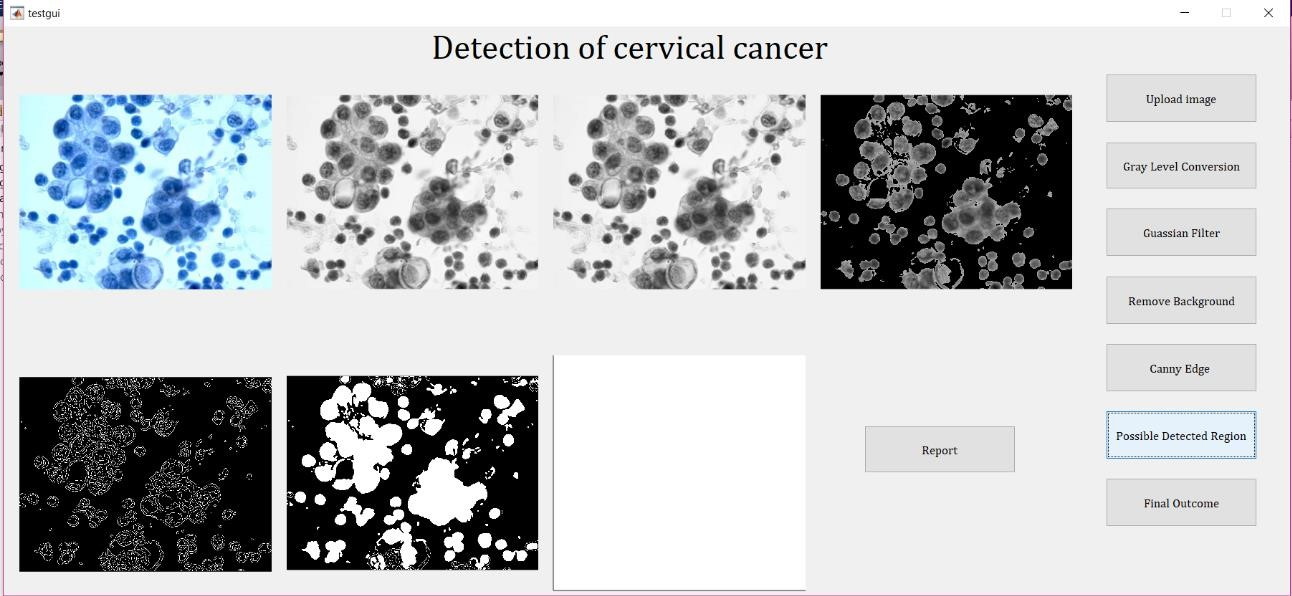 testgui
Detection of cervical cancer
Upload image
Gray Level Conversion
Guassian Filter
Remove Background
Canny Edge
Possible Detected Region
Report
Final Outcome